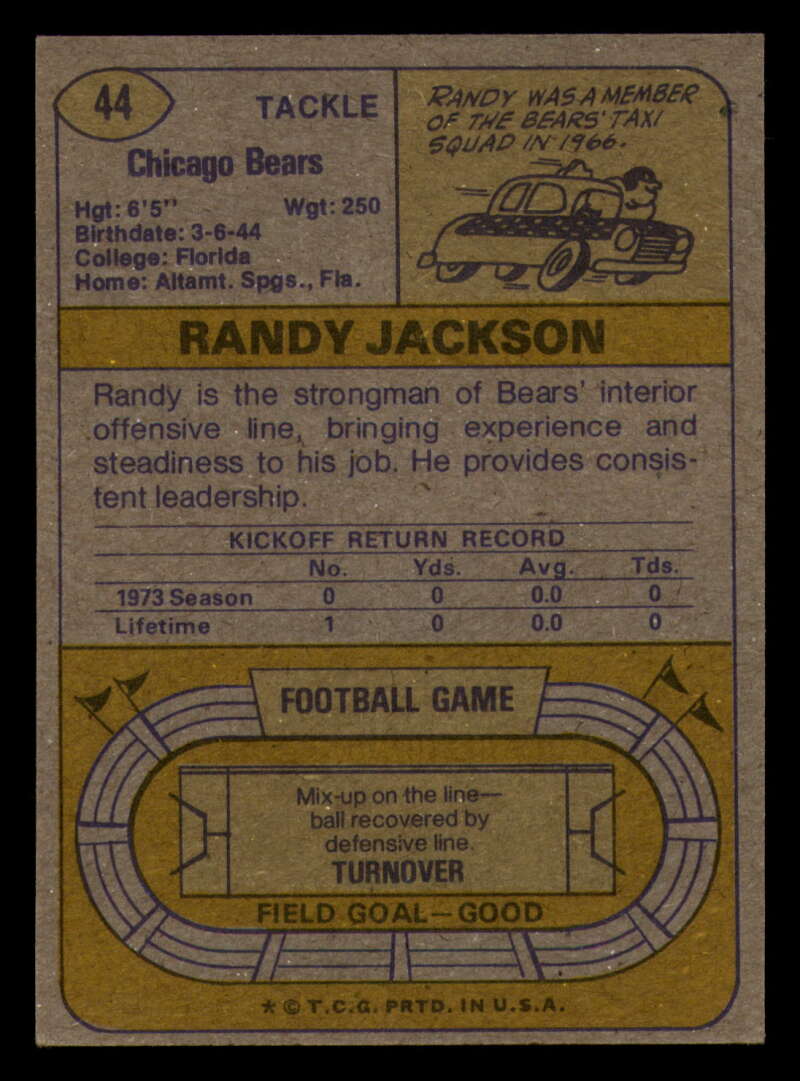 44
TACKLE
Chicago Bears
Hgt: 6'5" Wgt: 250
Birthdate: 3-6-44
College: Florida
Home: Altamt. Spgs., Fla.
RANDY WAS A MEMBER
OF THE BEARS' TAXI
SQUAD IN 1966.
RANDY JACKSON
Randy is the strongman of Bears' interior
offensive line, bringing experience and
steadiness to his job. He provides consis-
tent leadership.
KICKOFF RETURN RECORD
No. Yds. Avg. Tds.
1973 Season 0 0 0.0 0
Lifetime 1 0 0.0 0
FOOTBALL GAME
Mix-up on the line—
ball recovered by
defensive line.
TURNOVER
FIELD GOAL—GOOD
* © T.C.G. PRTD. IN U.S.A.